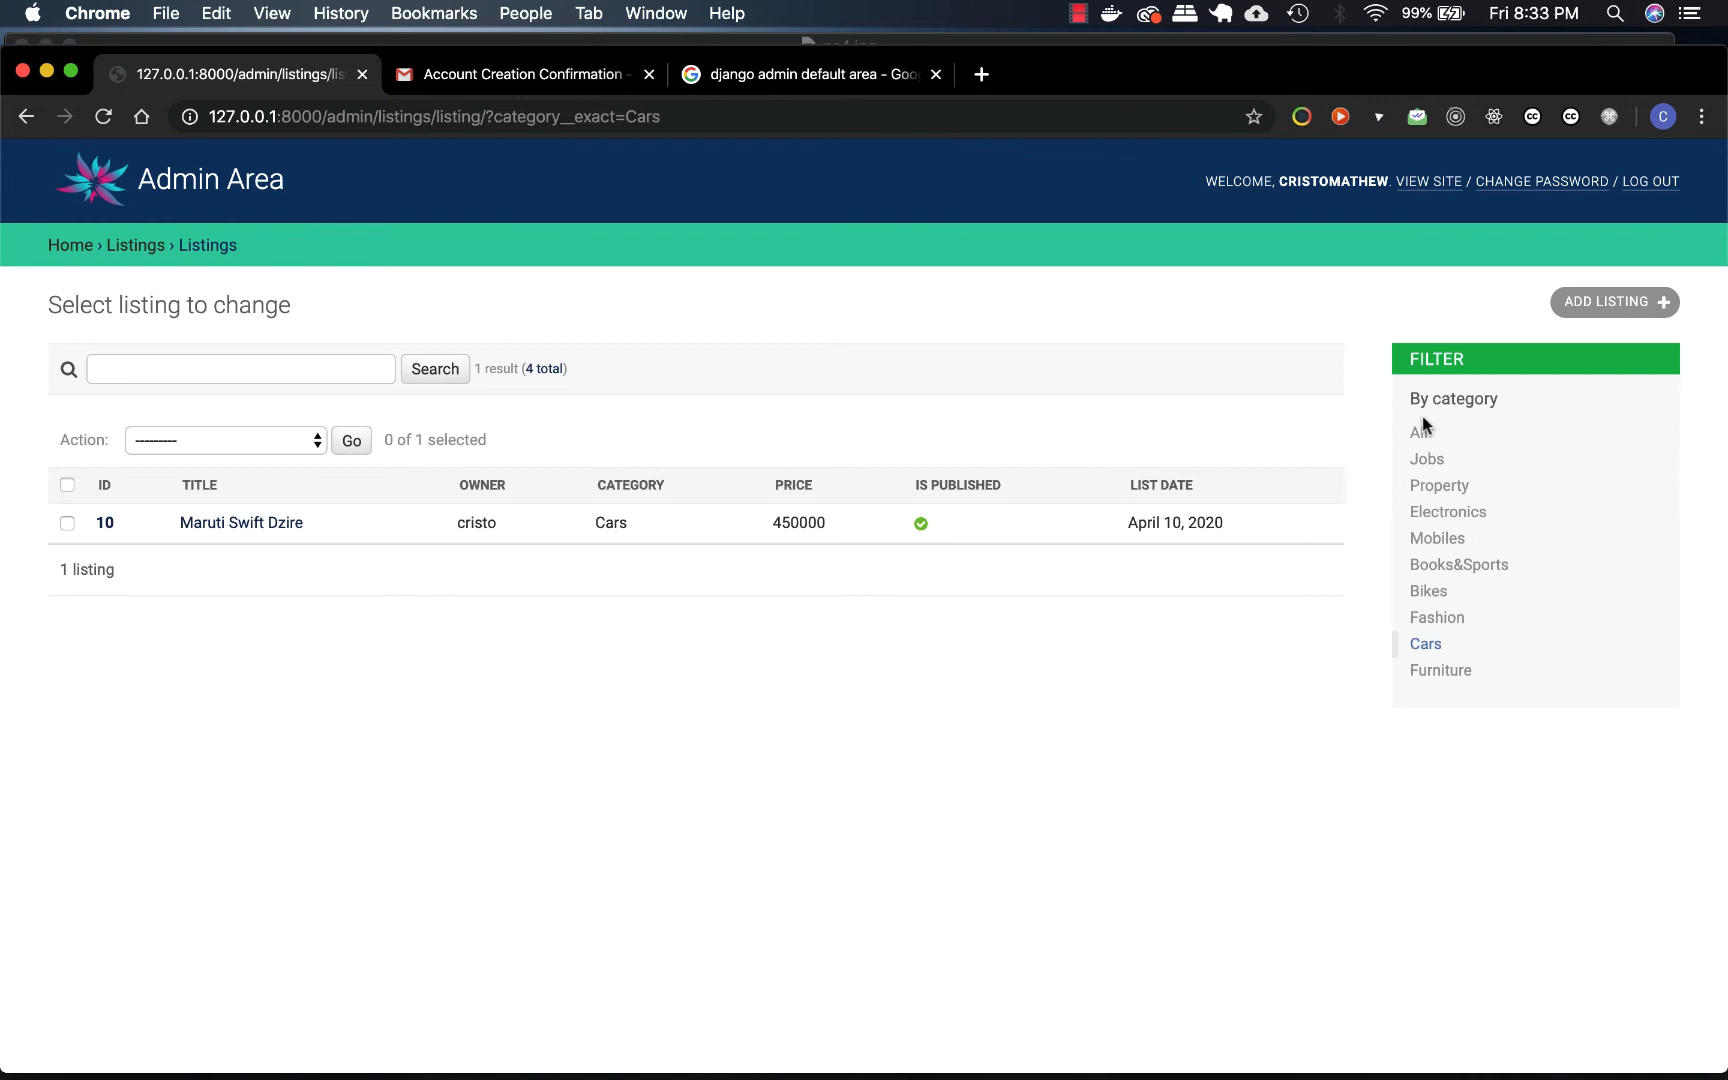 Chrome File Edit View History Bookmarks People Tab Window Help 99% Fri 8:33 PM
127.0.0.1:8000/admin/listings/lis Account Creation Confirmation - django admin default area - Goo
127.0.0.1:8000/admin/listings/listing/?category__exact=Cars C
Admin Area
WELCOME, CRISTOMATHEW. VIEW SITE / CHANGE PASSWORD / LOG OUT
Home › Listings › Listings
Select listing to change
ADD LISTING +
Search 1 result (4 total)
Action: --------- Go 0 of 1 selected
ID TITLE OWNER CATEGORY PRICE IS PUBLISHED LIST DATE
10 Maruti Swift Dzire cristo Cars 450000 April 10, 2020
1 listing
FILTER
By category
All
Jobs
Property
Electronics
Mobiles
Books&Sports
Bikes
Fashion
Cars
Furniture